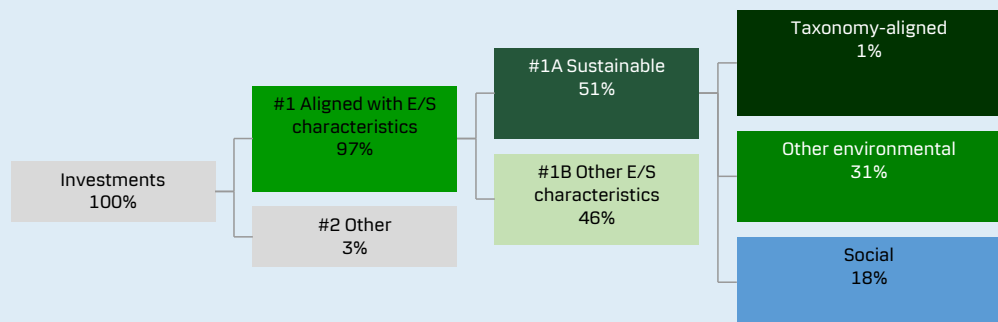 Investments
100%
#1 Aligned with E/S
characteristics
97%
#2 Other
3%
#1A Sustainable
51%
#1B Other E/S
characteristics
46%
Taxonomy-aligned
1%
Other environmental
31%
Social
18%